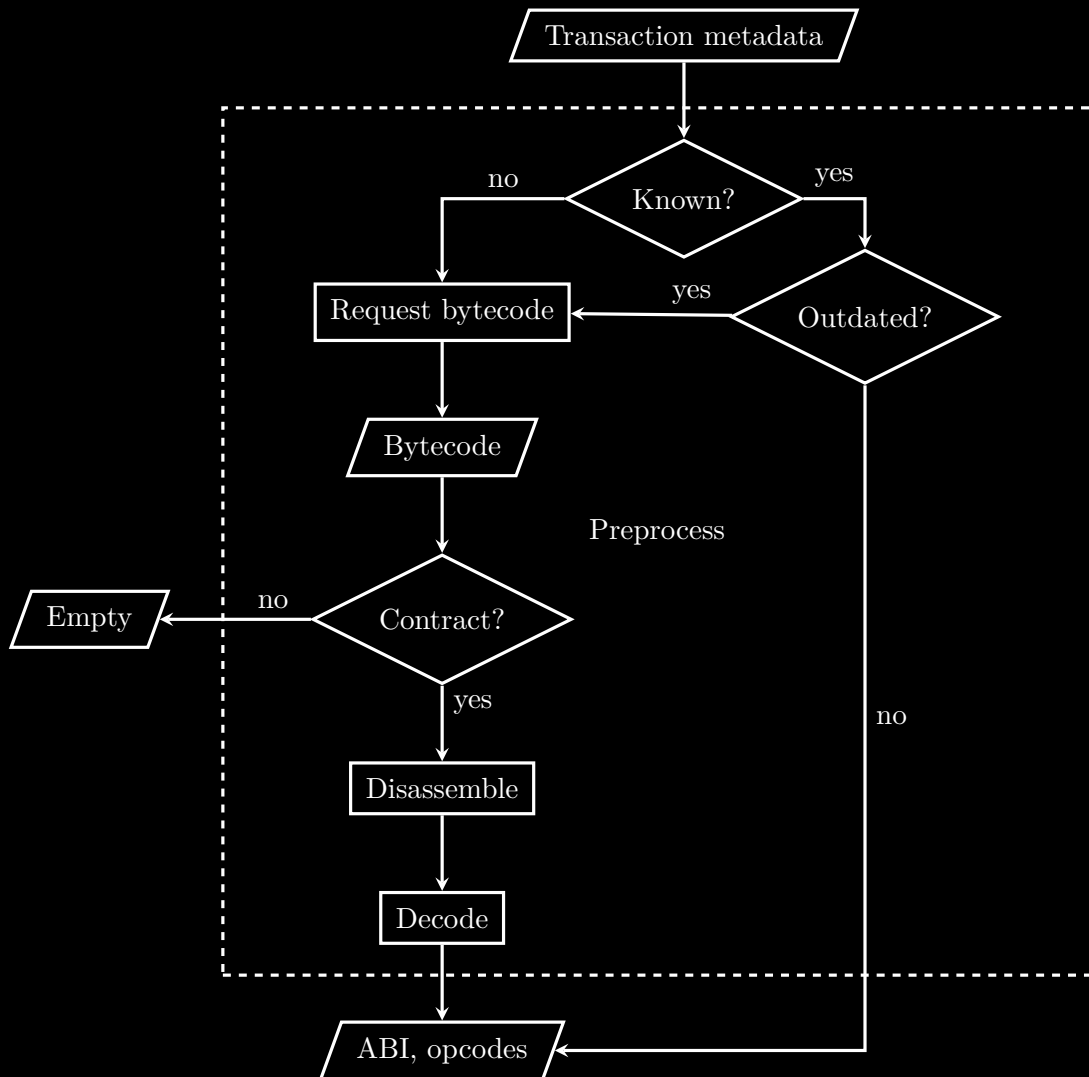 Transaction metadata
Known?
no
yes
Request bytecode
yes
Outdated?
Bytecode
Preprocess
Empty
no
Contract?
yes
no
Disassemble
Decode
ABI, opcodes